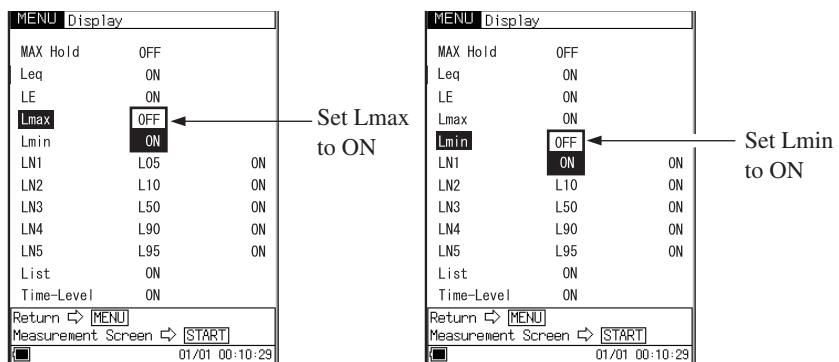 MENU Display
MAX Hold OFF
Leq ON
LE ON
Lmax OFF
Lmin ON
LN1 L05 ON
LN2 L10 ON
LN3 L50 ON
LN4 L90 ON
LN5 L95 ON
List ON
Time-Level ON
Return ⇨ MENU
Measurement Screen ⇨ START
01/01 00:10:29
Set Lmax
to ON
MENU Display
MAX Hold OFF
Leq ON
LE ON
Lmax ON
Lmin OFF
LN1 ON ON
LN2 L10 ON
LN3 L50 ON
LN4 L90 ON
LN5 L95 ON
List ON
Time-Level ON
Return ⇨ MENU
Measurement Screen ⇨ START
01/01 00:10:29
Set Lmin
to ON